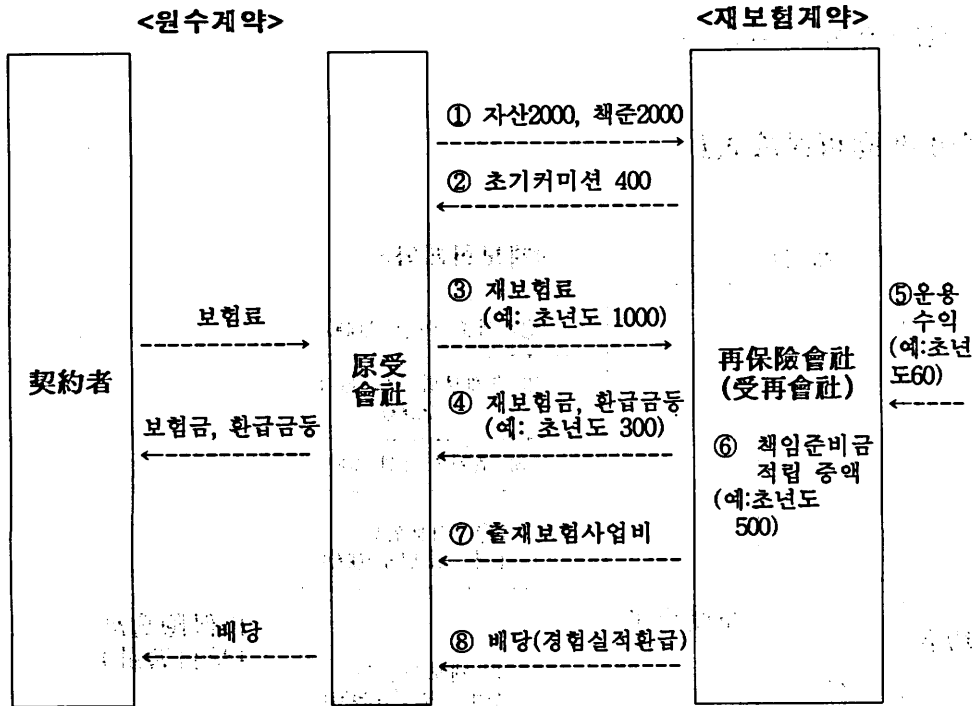 <원수계약>
<재보험계약>
① 자산2000, 책준2000
② 초기커미션 400
보험료
③ 재보험료
(예: 초년도 1000)
⑤운용
수익
(예:초년
도60)
契約者
原受
會社
再保險會社
(受再會社)
보험금, 환급금등
④ 재보험금, 환급금등
(예: 초년도 300)
⑥ 책임준비금
적립 증액
(예:초년도
500)
⑦ 출재보험사업비
배당
⑧ 배당(경험실적환급)